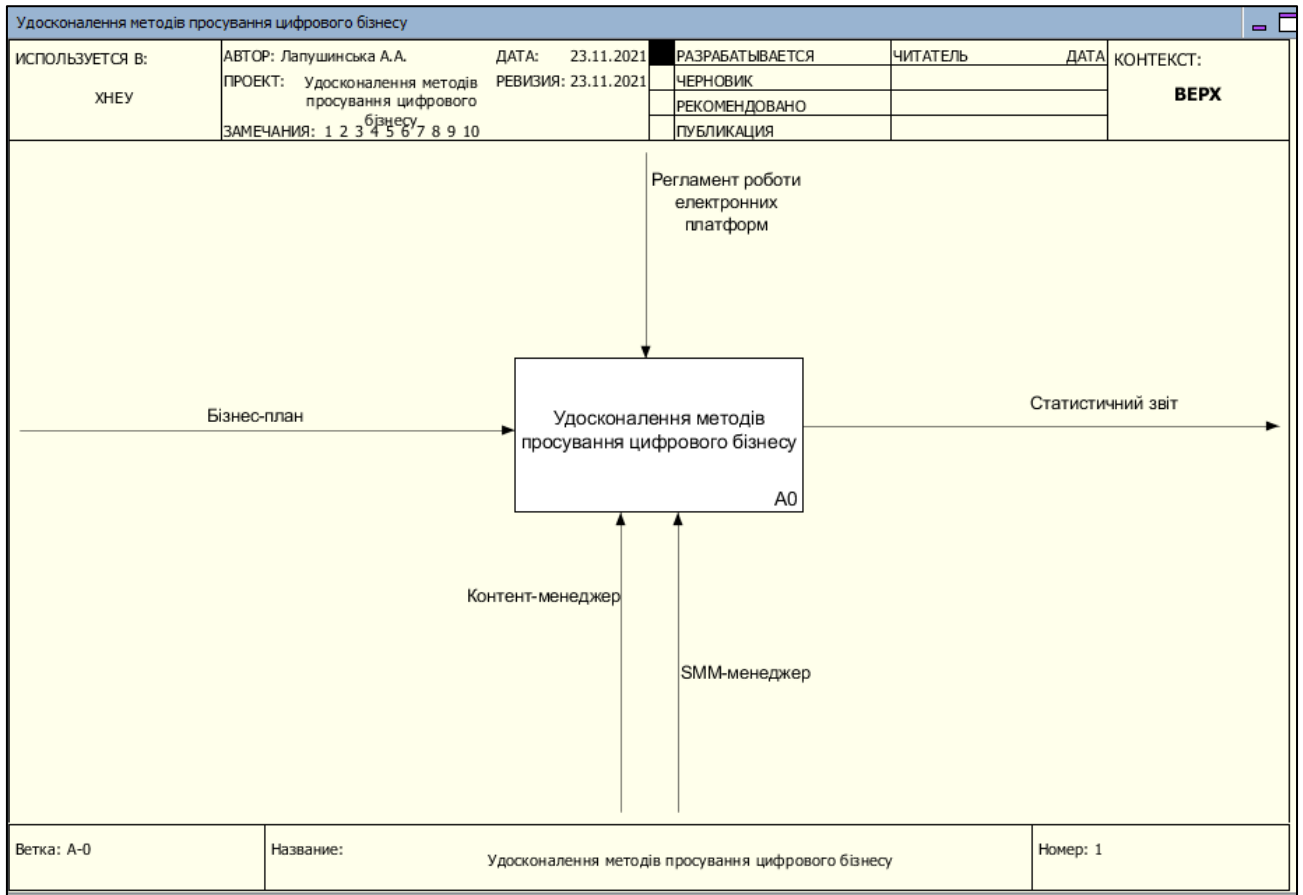 Удосконалення методів просування цифрового бізнесу
ИСПОЛЬЗУЕТСЯ В:
ХНЕУ
АВТОР: Лапушинська А.А.
ДАТА: 23.11.2021
ПРОЕКТ: Удосконалення методів
просування цифрового
бізнесу
РЕВИЗИЯ: 23.11.2021
ЗАМЕЧАНИЯ: 1 2 3 4 5 6 7 8 9 10
РАЗРАБАТЫВАЕТСЯ
ЧЕРНОВИК
РЕКОМЕНДОВАНО
ПУБЛИКАЦИЯ
ЧИТАТЕЛЬ ДАТА
КОНТЕКСТ:
ВЕРХ
Регламент роботи
електронних
платформ
Бізнес-план
Удосконалення методів
просування цифрового бізнесу
A0
Статистичний звіт
Контент-менеджер
SMM-менеджер
Ветка: A-0
Название:
Удосконалення методів просування цифрового бізнесу
Номер: 1